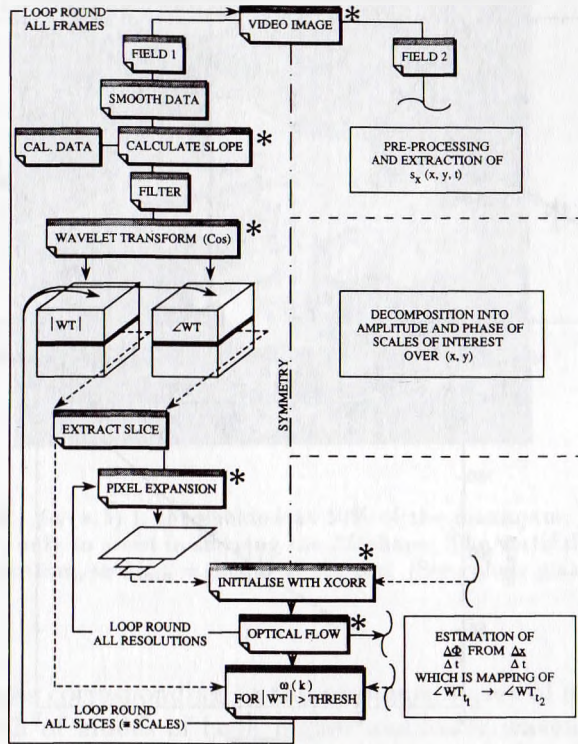 LOOP ROUND
ALL FRAMES
VIDEO IMAGE *
FIELD 1
FIELD 2
SMOOTH DATA
CAL. DATA
CALCULATE SLOPE *
PRE-PROCESSING
AND EXTRACTION OF
s_x (x, y, t)
FILTER
WAVELET TRANSFORM (Cos) *
|WT|
∠WT
DECOMPOSITION INTO
AMPLITUDE AND PHASE OF
SCALES OF INTEREST
OVER (x, y)
SYMMETRY
EXTRACT SLICE
PIXEL EXPANSION *
INITIALISE WITH XCORR *
LOOP ROUND
ALL RESOLUTIONS
OPTICAL FLOW *
ESTIMATION OF
ΔΦ FROM Δx
Δt Δt
WHICH IS MAPPING OF
∠WT_t1 → ∠WT_t2
ω(k)
FOR |WT| > THRESH
LOOP ROUND
ALL SLICES (≡ SCALES)